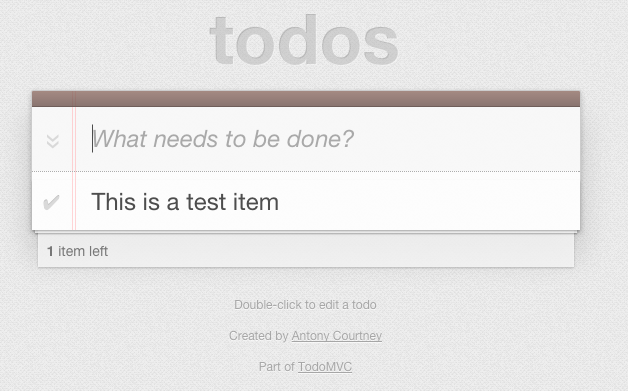 todos
What needs to be done?
This is a test item
1 item left
Double-click to edit a todo
Created by Antony Courtney
Part of TodoMVC